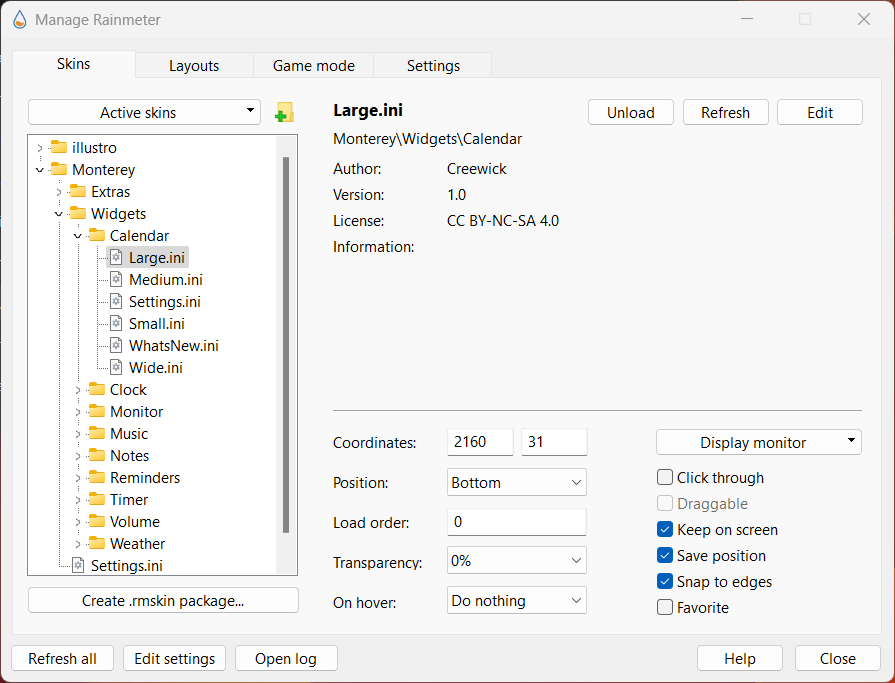 Manage Rainmeter
Skins
Layouts
Game mode
Settings
Active skins
illustro
Monterey
Extras
Widgets
Calendar
Large.ini
Medium.ini
Settings.ini
Small.ini
WhatsNew.ini
Wide.ini
Clock
Monitor
Music
Notes
Reminders
Timer
Volume
Weather
Settings.ini
Create .rmskin package...
Large.ini
Unload
Refresh
Edit
Monterey\Widgets\Calendar
Author: Creewick
Version: 1.0
License: CC BY-NC-SA 4.0
Information:
Coordinates: 2160 31
Position: Bottom
Load order: 0
Transparency: 0%
On hover: Do nothing
Display monitor
Click through
Draggable
Keep on screen
Save position
Snap to edges
Favorite
Refresh all
Edit settings
Open log
Help
Close